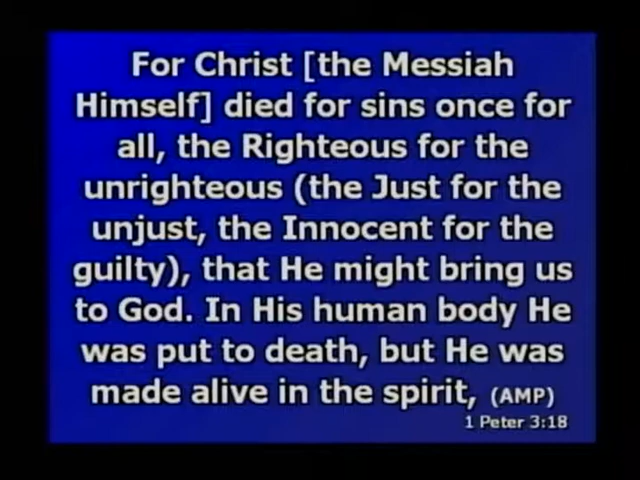 For Christ [the Messiah
Himself] died for sins once for
all, the Righteous for the
unrighteous (the Just for the
unjust, the Innocent for the
guilty), that He might bring us
to God. In His human body He
was put to death, but He was
made alive in the spirit, (AMP)
1 Peter 3:18